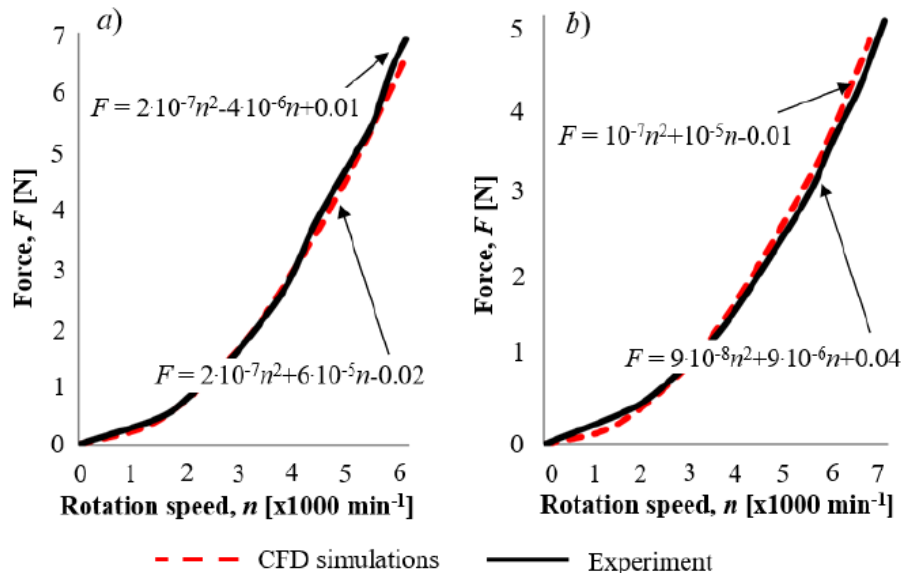 a)
Force, F [N]
7
6
5
4
3
2
1
0
F = 2·10⁻⁷n²-4·10⁻⁶n+0.01
F = 2·10⁻⁷n²+6·10⁻⁵n-0.02
0 1 2 3 4 5 6
Rotation speed, n [x1000 min⁻¹]
b)
Force, F [N]
5
4
3
2
1
0
F = 10⁻⁷n²+10⁻⁵n-0.01
F = 9·10⁻⁸n²+9·10⁻⁶n+0.04
0 1 2 3 4 5 6 7
Rotation speed, n [x1000 min⁻¹]
CFD simulations
Experiment